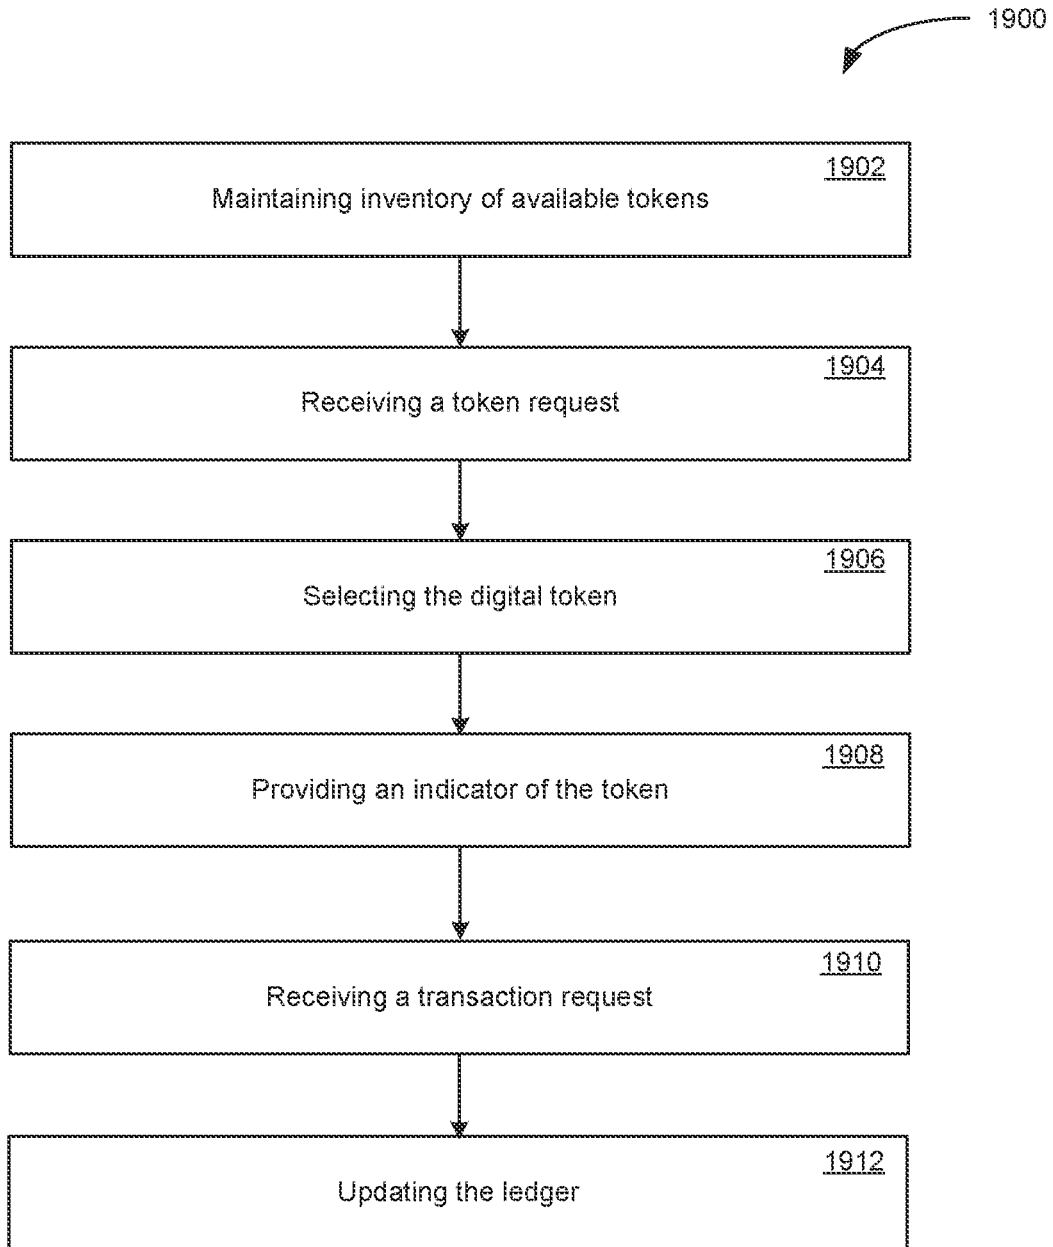 1900
1902
Maintaining inventory of available tokens
1904
Receiving a token request
1906
Selecting the digital token
1908
Providing an indicator of the token
1910
Receiving a transaction request
1912
Updating the ledger